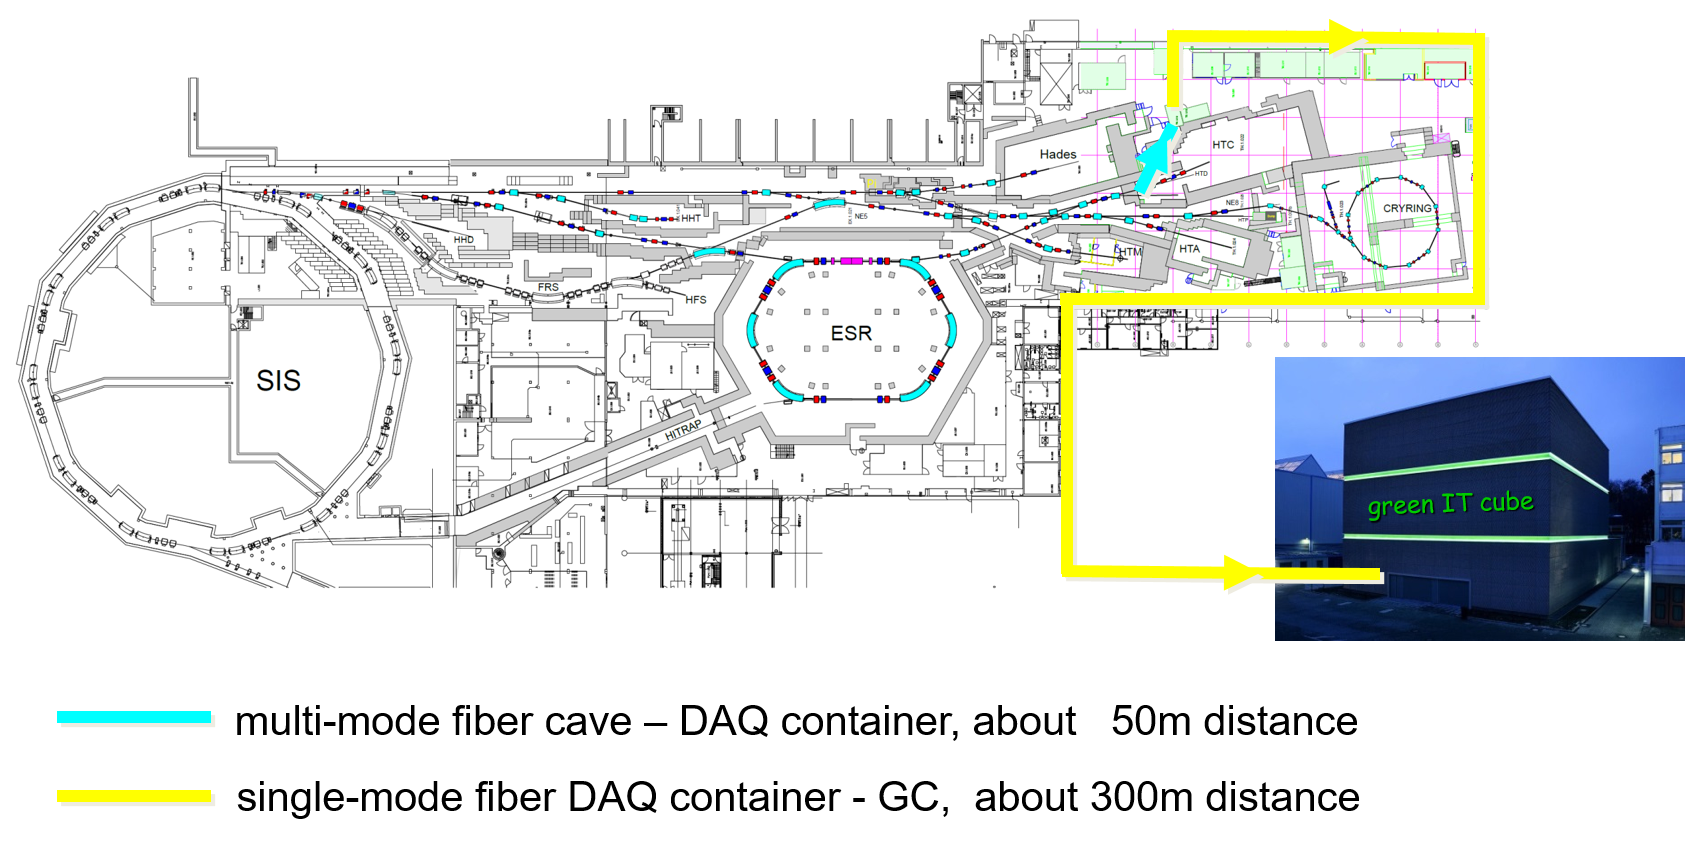 Hades
HTC
HTD
CRYRING
NE8
HTP
HHT
NE5
HHD
HTM
HTA
FRS
HFS
ESR
SIS
HITRAP
green IT cube
multi-mode fiber cave – DAQ container, about 50m distance
single-mode fiber DAQ container - GC, about 300m distance